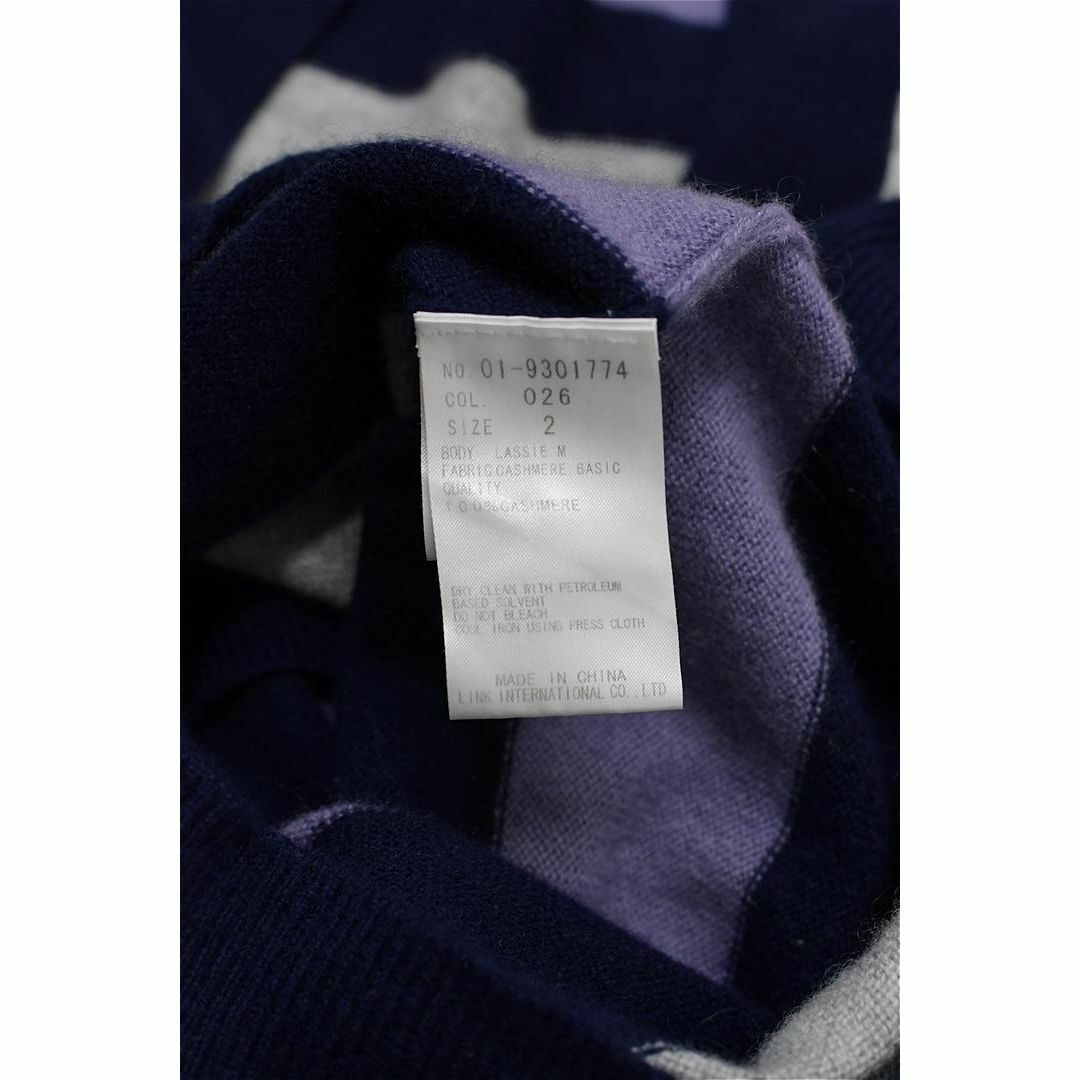 NO. 01-9301774
COL. 026
SIZE 2
BODY LASSIE M
FABRIC CASHMERE BASIC
QUALITY
100%CASHMERE
DRY CLEAN WITH PETROLEUM
BASED SOLVENT
DO NOT BLEACH
COOL IRON USING PRESS CLOTH
MADE IN CHINA
LINK INTERNATIONAL CO.,LTD